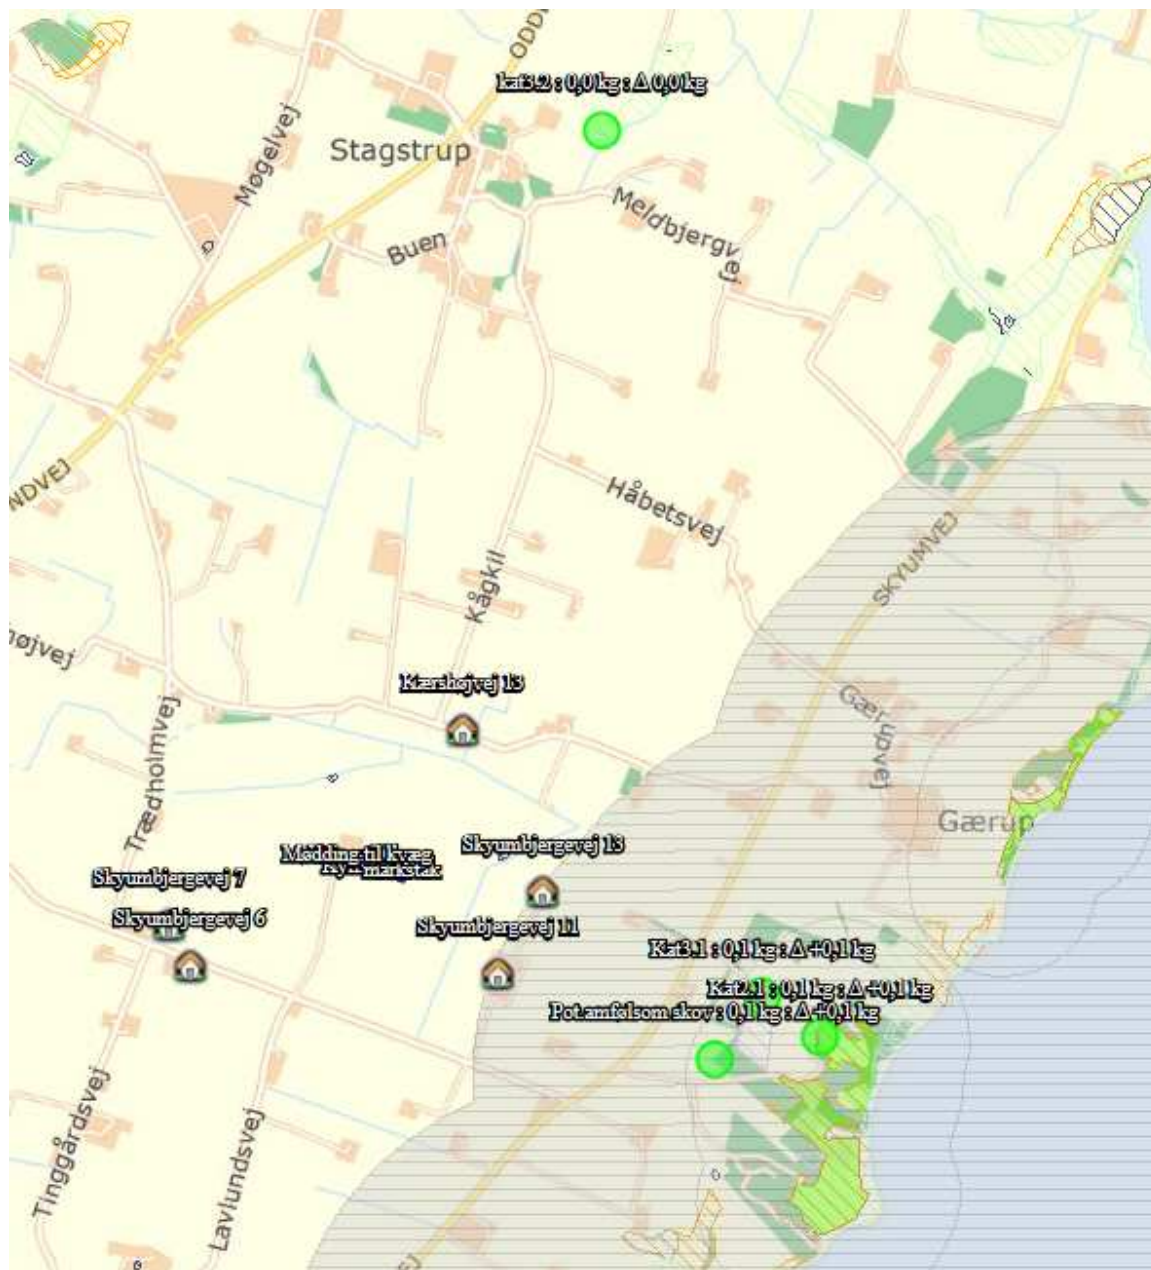 ODD
kat3.2 : 0,0 kg : Δ 0,0 kg
Møgelvej
Stagstrup
Meldbjergvej
Buen
NDVEJ
Håbetsvej
SKYUMVEJ
Kågkil
højvej
Kærshøjvej 13
Gærupvej
Trædholmvej
Gærup
Skyumbjergevej 13
Mødding til kvæg
markstak
Skyumbjergevej 7
Skyumbjergevej 6
Skyumbjergevej 11
Kat3.1 : 0,1 kg : Δ +0,1 kg
Kat2.1 : 0,1 kg : Δ +0,1 kg
Pot.amfølsom skov : 0,1 kg : Δ +0,1 kg
Tinggårdsvej
Lavlundsvej
EJ